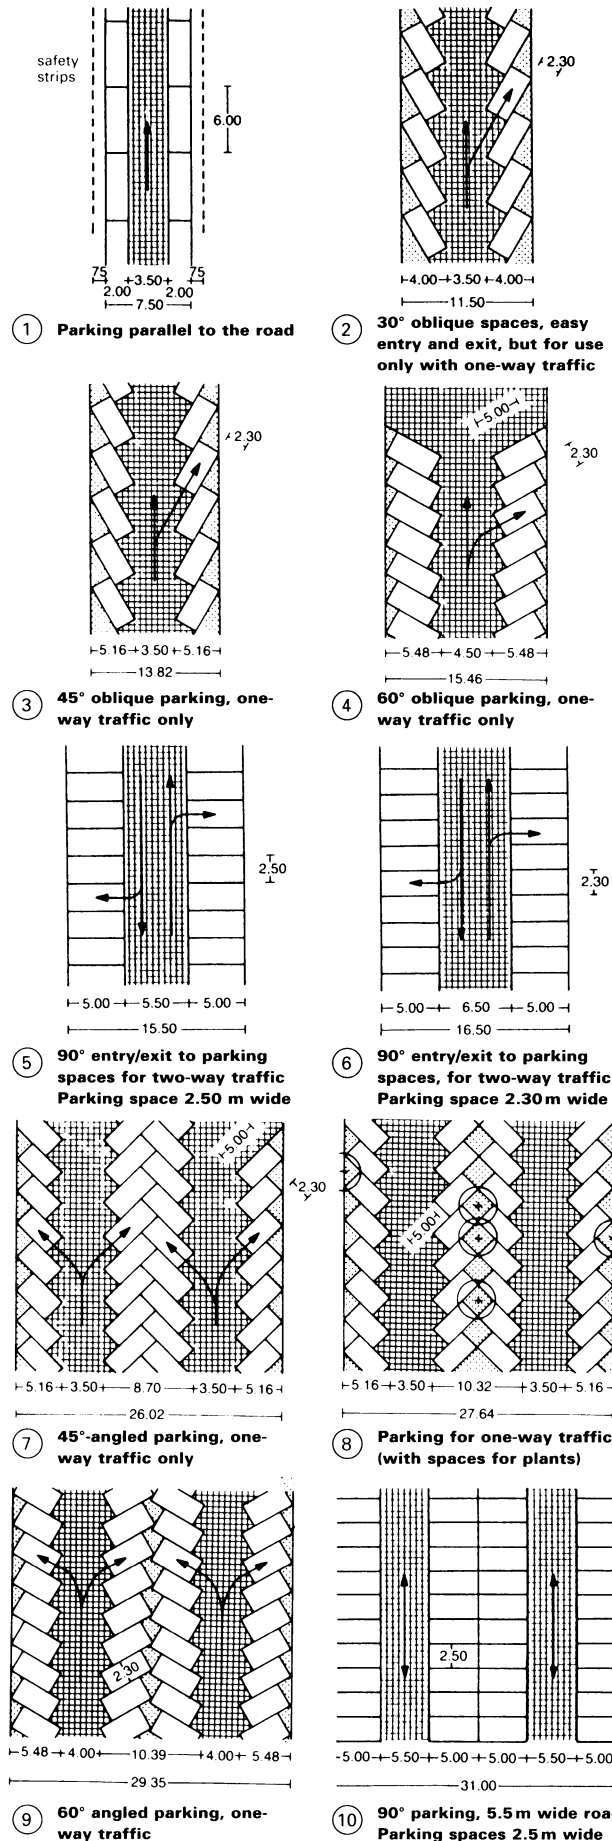 safety
strips
6.00
75 3.50 75
2.00 2.00
7.50
1 Parking parallel to the road
2.30
4.00 3.50 4.00
11.50
2 30° oblique spaces, easy
entry and exit, but for use
only with one-way traffic
2.30
5.16 3.50 5.16
13.82
3 45° oblique parking, one-
way traffic only
5.00
2.30
5.48 4.50 5.48
15.46
4 60° oblique parking, one-
way traffic only
2.50
5.00 5.50 5.00
15.50
5 90° entry/exit to parking
spaces for two-way traffic
Parking space 2.50 m wide
2.30
5.00 6.50 5.00
16.50
6 90° entry/exit to parking
spaces, for two-way traffic
Parking space 2.30 m wide
5.00
2.30
5.16 3.50 8.70 3.50 5.16
26.02
7 45°-angled parking, one-
way traffic only
5.00
5.16 3.50 10.32 3.50 5.16
27.64
8 Parking for one-way traffic
(with spaces for plants)
2.30
5.48 4.00 10.39 4.00 5.48
29.35
9 60° angled parking, one-
way traffic
2.50
5.00 5.50 5.00 5.00 5.50 5.00
31.00
10 90° parking, 5.5 m wide roa
Parking spaces 2.5 m wide